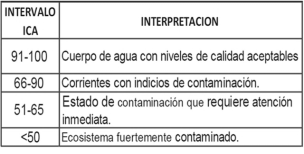 INTERVALO ICA INTERPRETACION
91-100 Cuerpo de agua con niveles de calidad aceptables
66-90 Corrientes con indicios de contaminación.
51-65 Estado de contaminación que requiere atención
inmediata.
<50 Ecosistema fuertemente contaminado.